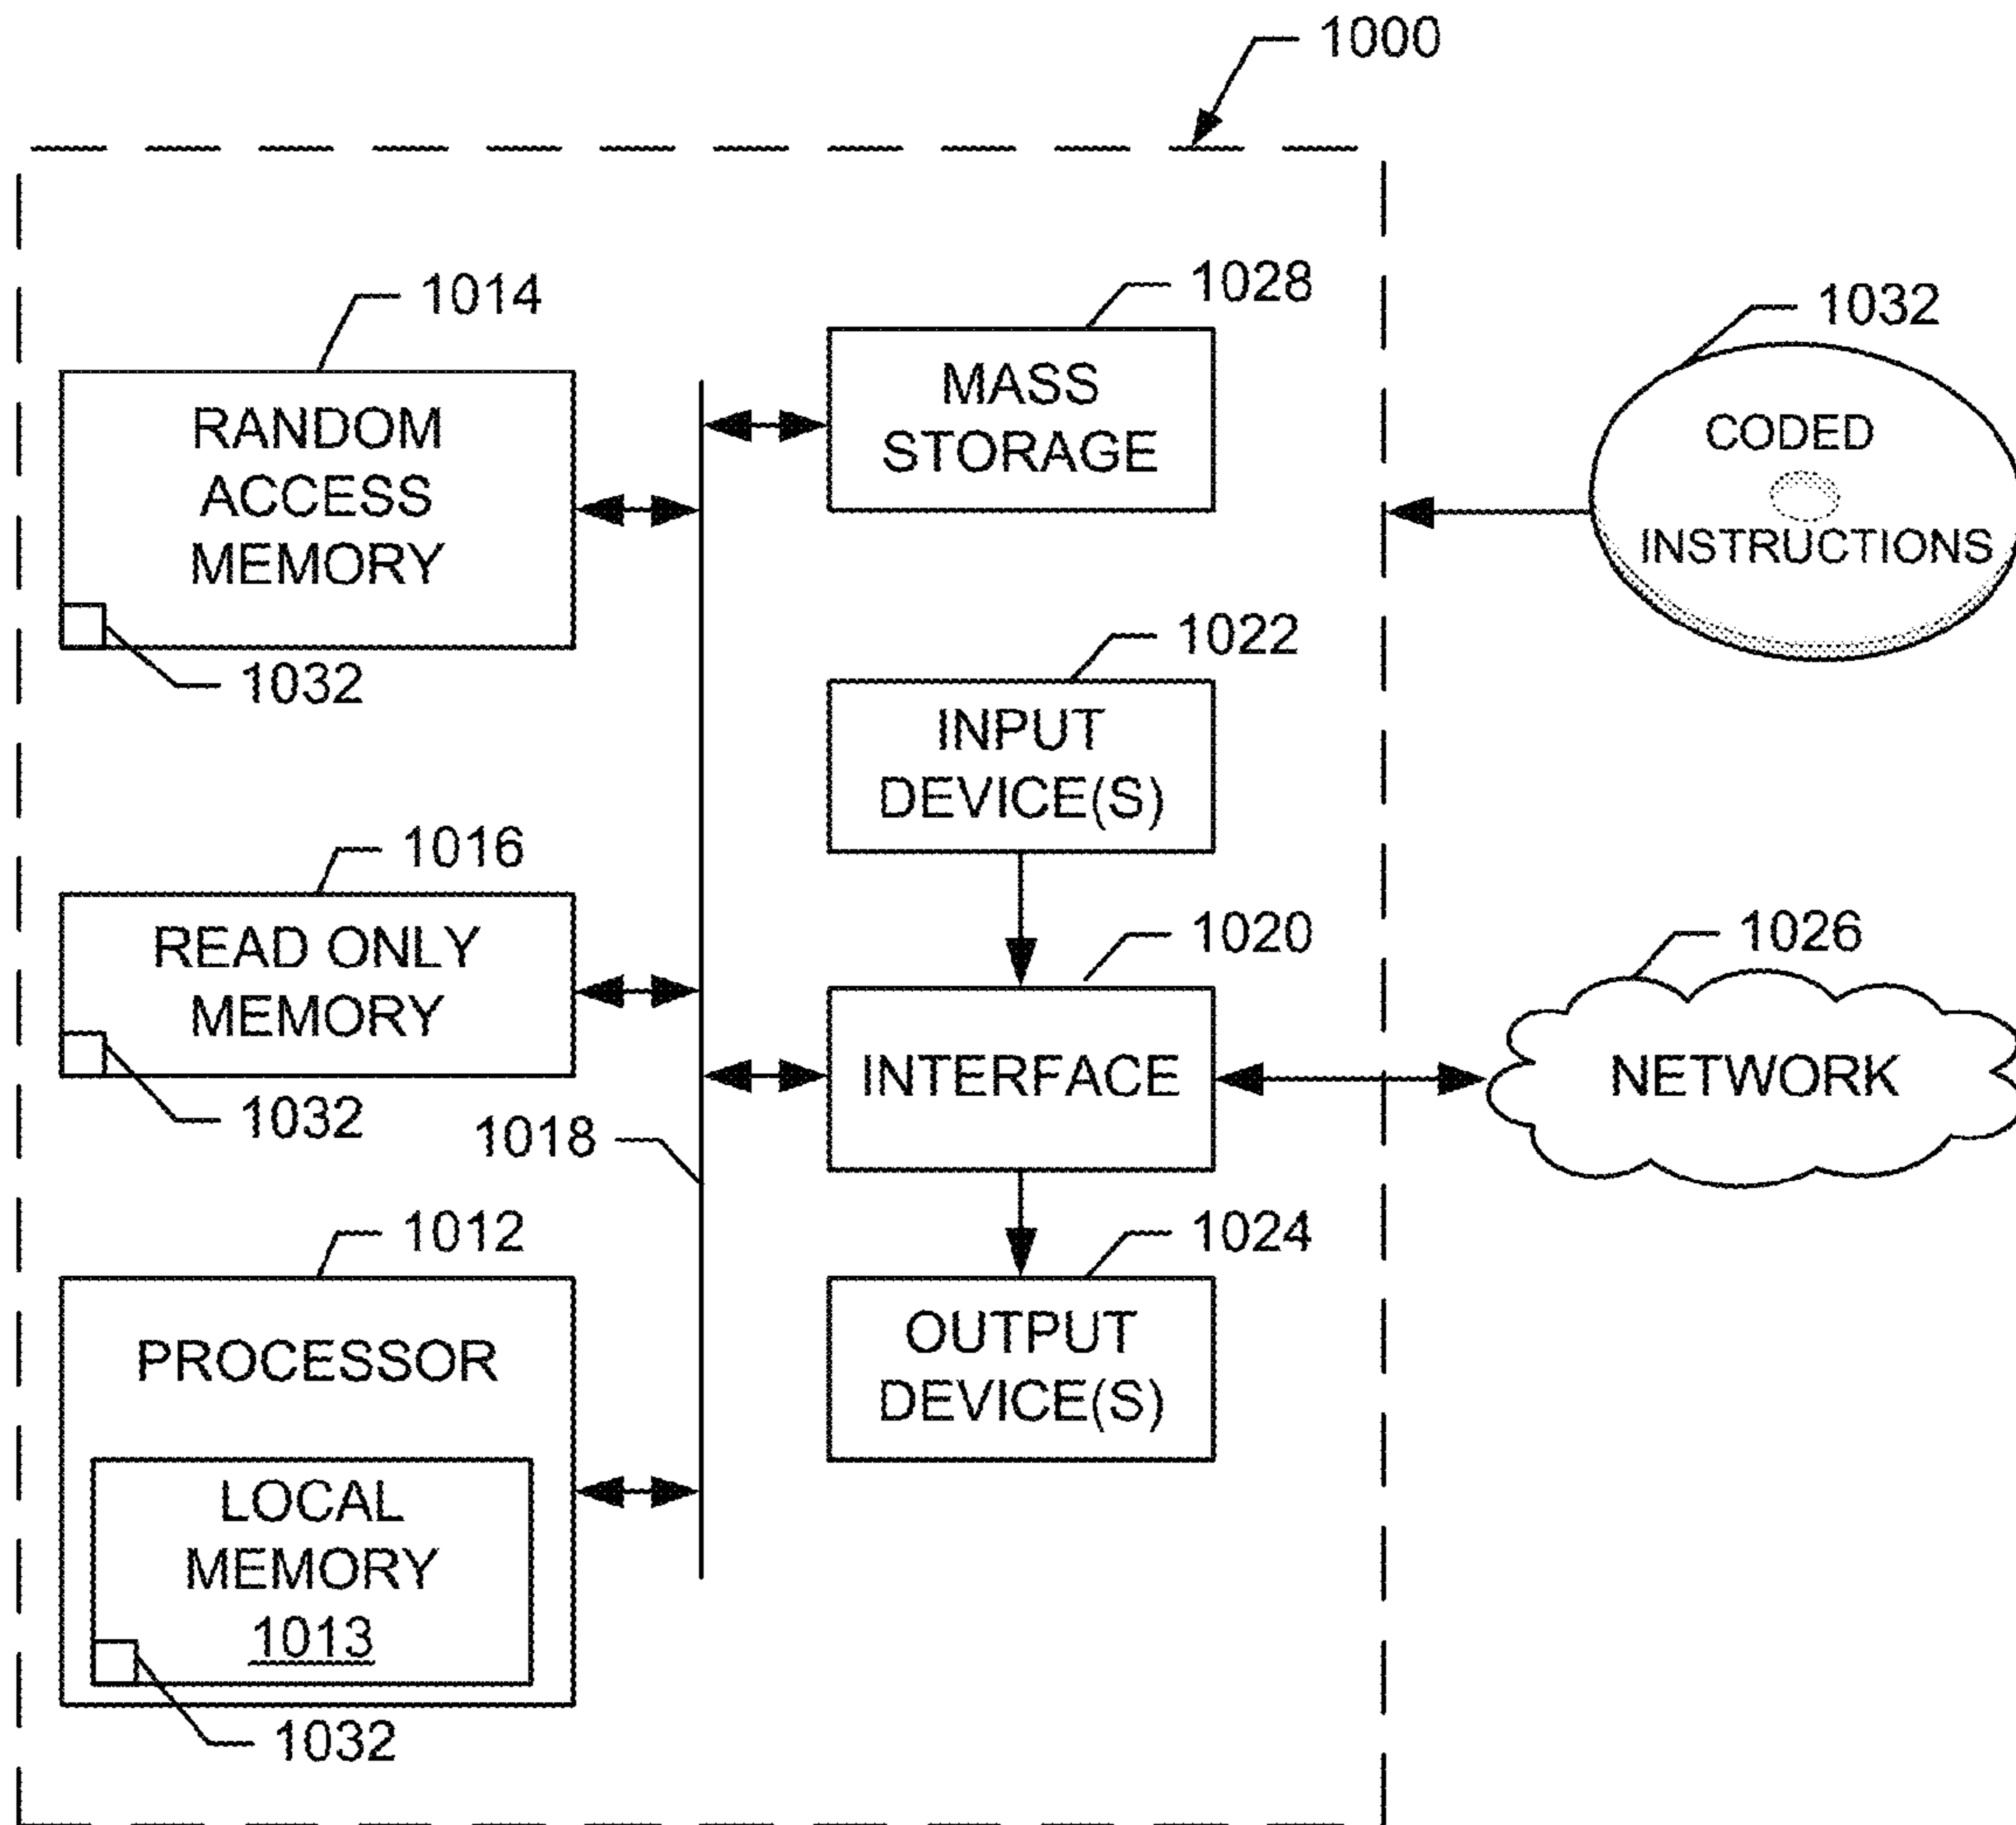 1000
1014
RANDOM
ACCESS
MEMORY
1032
1028
MASS
STORAGE
1032
CODED
INSTRUCTIONS
1022
INPUT
DEVICE(S)
1016
READ ONLY
MEMORY
1032
1018
1020
INTERFACE
1026
NETWORK
1012
PROCESSOR
LOCAL
MEMORY
1013
1032
1024
OUTPUT
DEVICE(S)